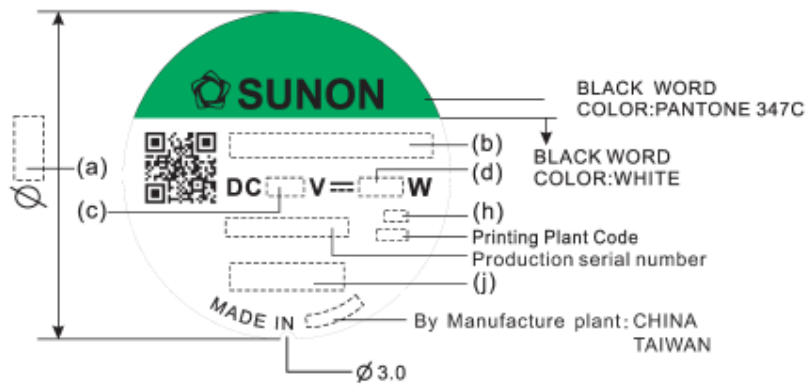 SUNON
BLACK WORD
COLOR:PANTONE 347C
(a)
(b)
BLACK WORD
COLOR:WHITE
(d)
DC V W
(c)
(h)
Printing Plant Code
Production serial number
(j)
MADE IN
By Manufacture plant: CHINA
TAIWAN
Ø
Ø 3.0